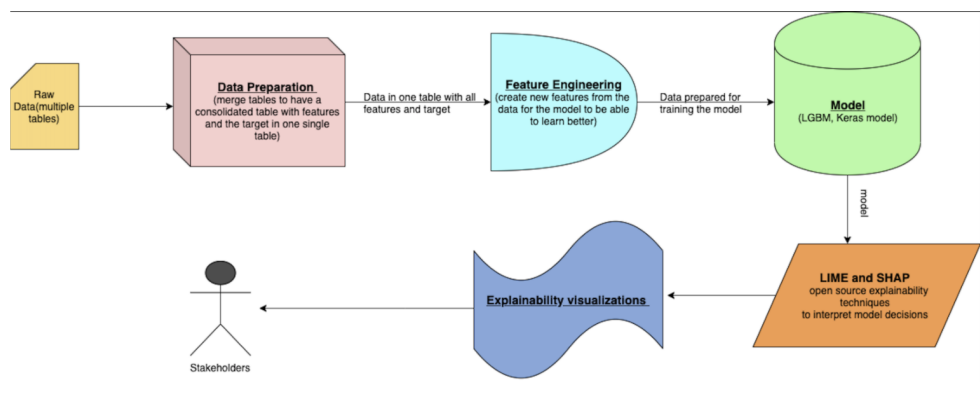 Raw
Data(multiple
tables)
Data Preparation
(merge tables to have a
consolidated table with features
and the target in one single
table)
Data in one table with all
features and target
Feature Engineering
(create new features from the
data for the model to be able
to learn better)
Data prepared for
training the model
Model
(LGBM, Keras model)
model
LIME and SHAP
open source explainability
techniques
to interpret model decisions
Explainability visualizations
Stakeholders